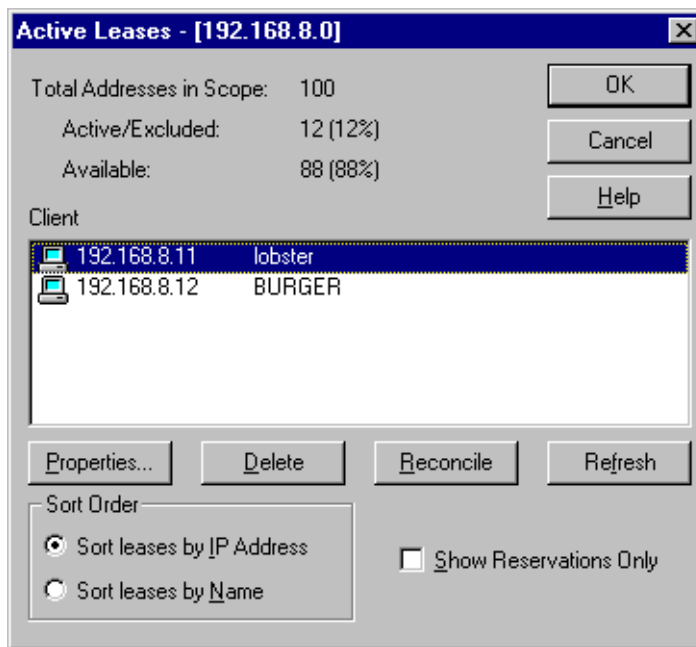 Active Leases - [192.168.8.0]
Total Addresses in Scope: 100
Active/Excluded: 12 (12%)
Available: 88 (88%)
OK
Cancel
Help
Client
192.168.8.11 lobster
192.168.8.12 BURGER
Properties... Delete Reconcile Refresh
Sort Order
Sort leases by IP Address
Sort leases by Name
Show Reservations Only